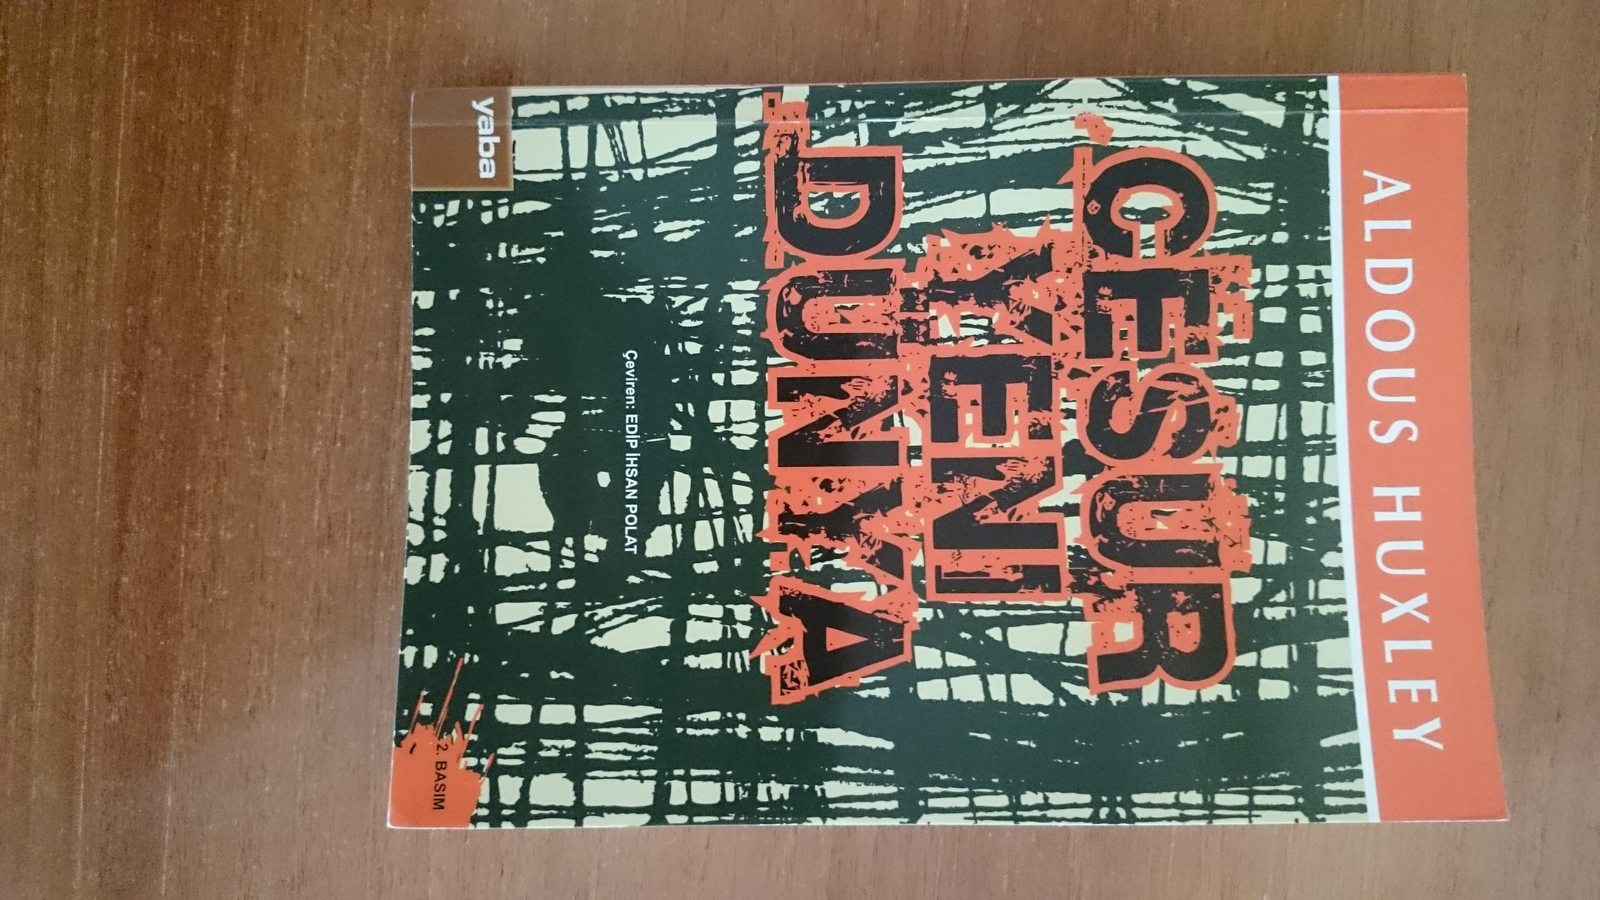 ALDOUS HUXLEY
CESUR
YENİ
DÜNYA
Çeviren: EDİP İHSAN POLAT
yaba
2. BASIM